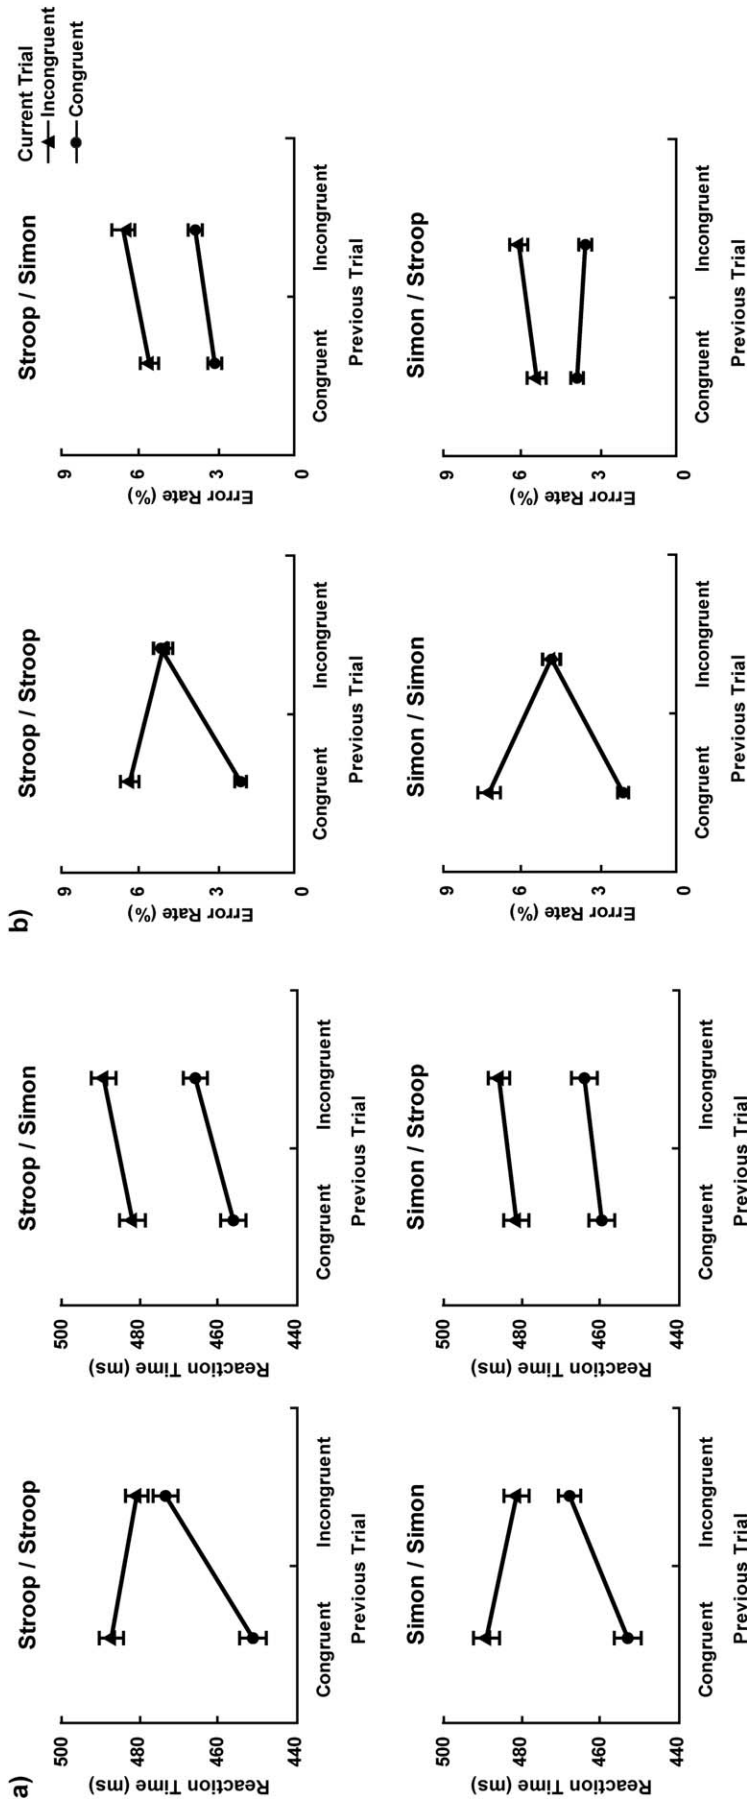 a)
Stroop / Stroop
500
480
460
440
Reaction Time (ms)
Congruent Incongruent
Previous Trial
Stroop / Simon
500
480
460
440
Reaction Time (ms)
Congruent Incongruent
Previous Trial
Simon / Simon
500
480
460
440
Reaction Time (ms)
Congruent Incongruent
Previous Trial
Simon / Stroop
500
480
460
440
Reaction Time (ms)
Congruent Incongruent
Previous Trial
b)
Stroop / Stroop
9
6
3
0
Error Rate (%)
Congruent Incongruent
Previous Trial
Stroop / Simon
9
6
3
0
Error Rate (%)
Congruent Incongruent
Previous Trial
Current Trial
Incongruent
Congruent
Simon / Simon
9
6
3
0
Error Rate (%)
Congruent Incongruent
Previous Trial
Simon / Stroop
9
6
3
0
Error Rate (%)
Congruent Incongruent
Previous Trial